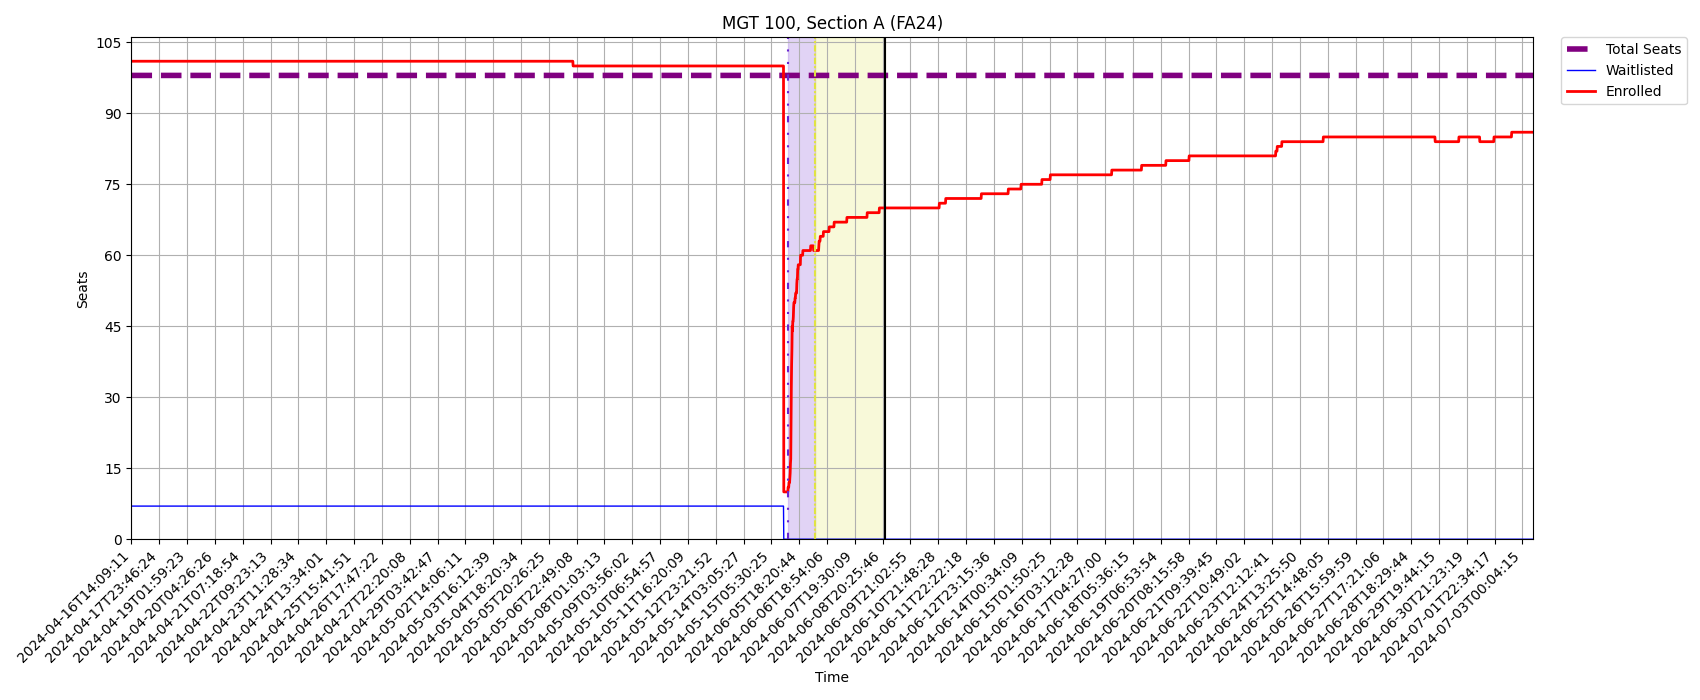 MGT 100, Section A (FA24)
105
90
75
60
45
30
15
0
Seats
Total Seats
Waitlisted
Enrolled
2024-04-16T14:09:11
2024-04-17T23:46:24
2024-04-19T01:59:23
2024-04-20T04:26:26
2024-04-21T07:18:54
2024-04-22T09:23:13
2024-04-23T11:28:34
2024-04-24T13:34:01
2024-04-25T15:41:51
2024-04-26T17:47:22
2024-04-27T22:20:08
2024-04-29T03:42:47
2024-05-02T14:06:11
2024-05-03T16:12:39
2024-05-04T18:20:34
2024-05-05T20:26:25
2024-05-06T22:49:08
2024-05-08T01:03:13
2024-05-09T03:56:02
2024-05-10T06:54:57
2024-05-11T16:20:09
2024-05-12T23:21:52
2024-05-14T03:05:27
2024-05-15T05:30:25
2024-06-05T18:20:44
2024-06-06T18:54:06
2024-06-07T19:30:09
2024-06-08T20:25:46
2024-06-09T21:02:55
2024-06-10T21:48:28
2024-06-11T22:22:18
2024-06-12T23:15:36
2024-06-14T00:34:09
2024-06-15T01:50:25
2024-06-16T03:12:28
2024-06-17T04:27:00
2024-06-18T05:36:15
2024-06-19T06:53:54
2024-06-20T08:15:58
2024-06-21T09:39:45
2024-06-22T10:49:02
2024-06-23T12:12:41
2024-06-24T13:25:50
2024-06-25T14:48:05
2024-06-26T15:59:59
2024-06-27T17:21:06
2024-06-28T18:29:44
2024-06-29T19:44:15
2024-06-30T21:23:19
2024-07-01T22:34:17
2024-07-03T00:04:15
Time